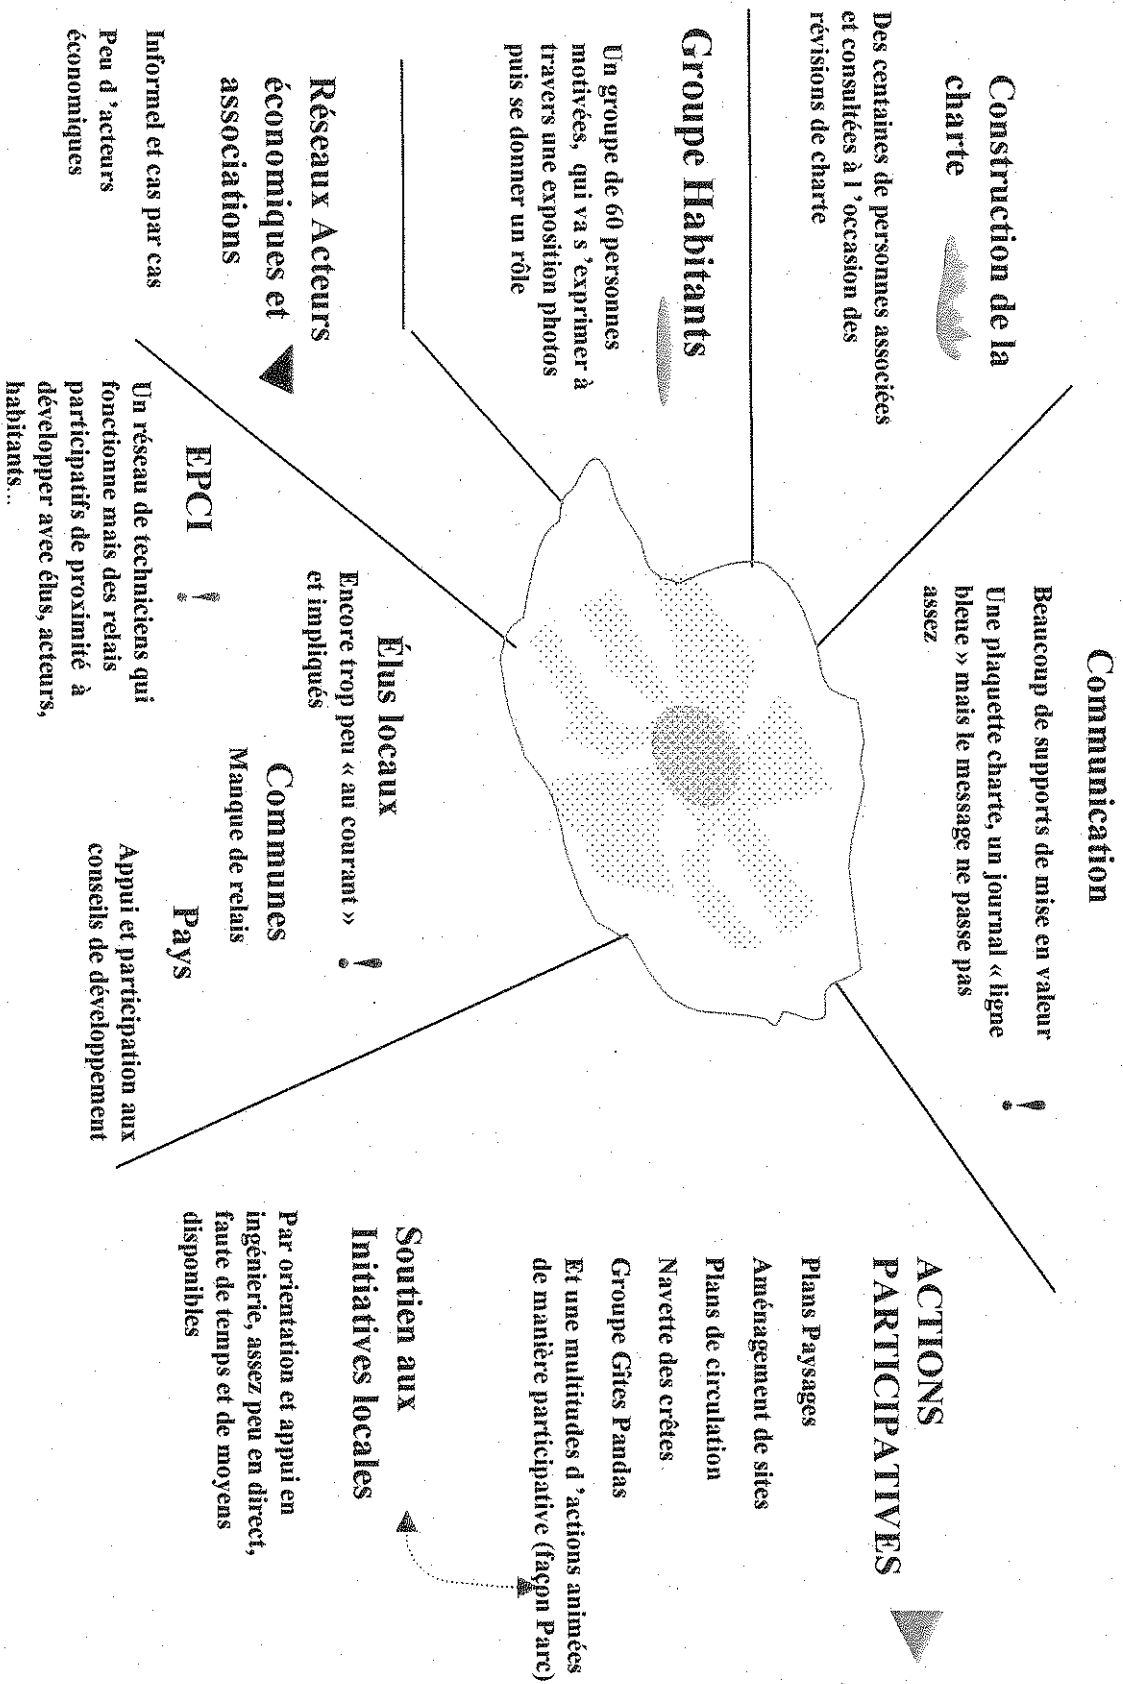 Communication
Beaucoup de supports de mise en valeur
Une plaquette charte, un journal « ligne
bleue » mais le message ne passe pas
assez
!
Construction de la
charte
Des centaines de personnes associées
et consultées à l 'occasion des
révisions de charte
Groupe Habitants
Un groupe de 60 personnes
motivées, qui va s 'exprimer à
travers une exposition photos
puis se donner un rôle
Réseaux Acteurs
économiques et
associations
Informel et cas par cas
Peu d 'acteurs
économiques
EPCI !
Un réseau de techniciens qui
fonctionne mais des relais
participatifs de proximité à
développer avec élus, acteurs,
habitants...
Élus locaux
Encore trop peu « au courant »
et impliqués
!
Communes
Manque de relais
Pays
Appui et participation aux
conseils de développement
ACTIONS
PARTICIPATIVES
Plans Paysages
Aménagement de sites
Plans de circulation
Navette des crêtes
Groupe Gîtes Pandas
Et une multitudes d 'actions animées
de manière participative (façon Parc)
Soutien aux
Initiatives locales
Par orientation et appui en
ingénierie, assez peu en direct,
faute de temps et de moyens
disponibles